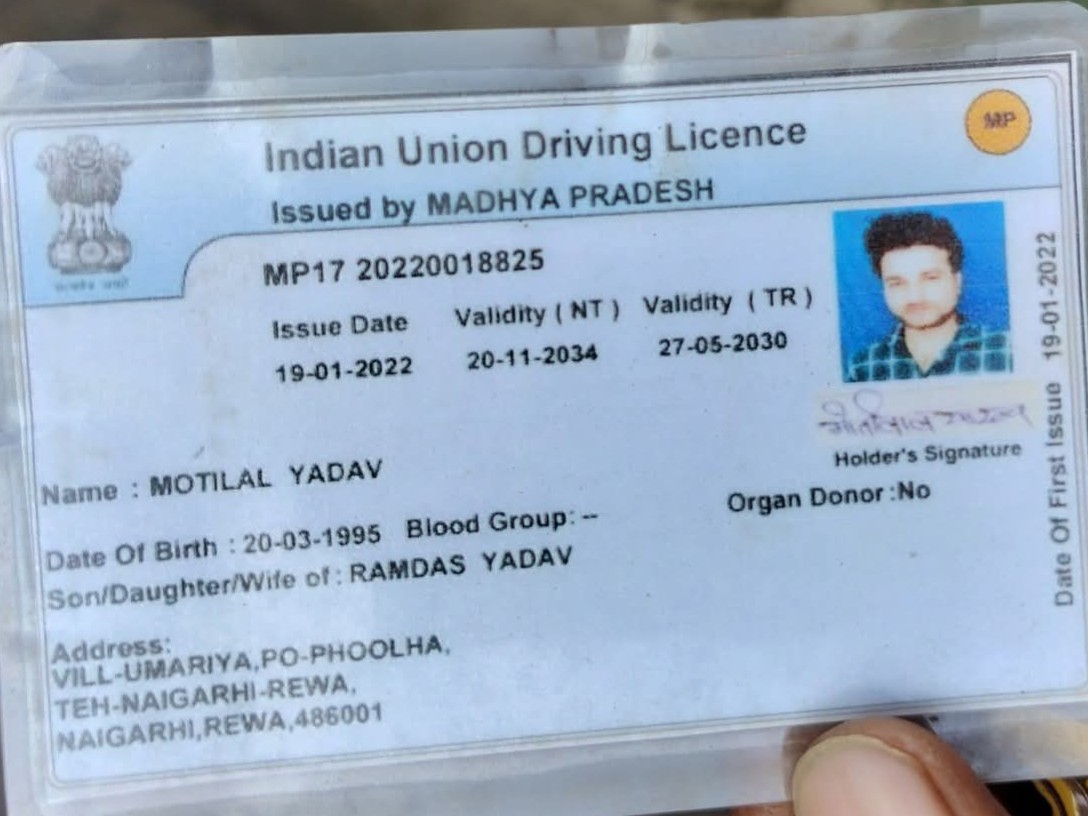 Indian Union Driving Licence
MP
Issued by MADHYA PRADESH
MP17 20220018825
Issue Date Validity ( NT ) Validity ( TR )
19-01-2022 20-11-2034 27-05-2030
मोतीलाल यादव
Holder's Signature
Name : MOTILAL YADAV
Organ Donor :No
Date Of Birth : 20-03-1995 Blood Group: --
Son/Daughter/Wife of : RAMDAS YADAV
Address:
VILL-UMARIYA,PO-PHOOLHA,
TEH-NAIGARHI-REWA,
NAIGARHI,REWA,486001
Date Of First Issue 19-01-2022